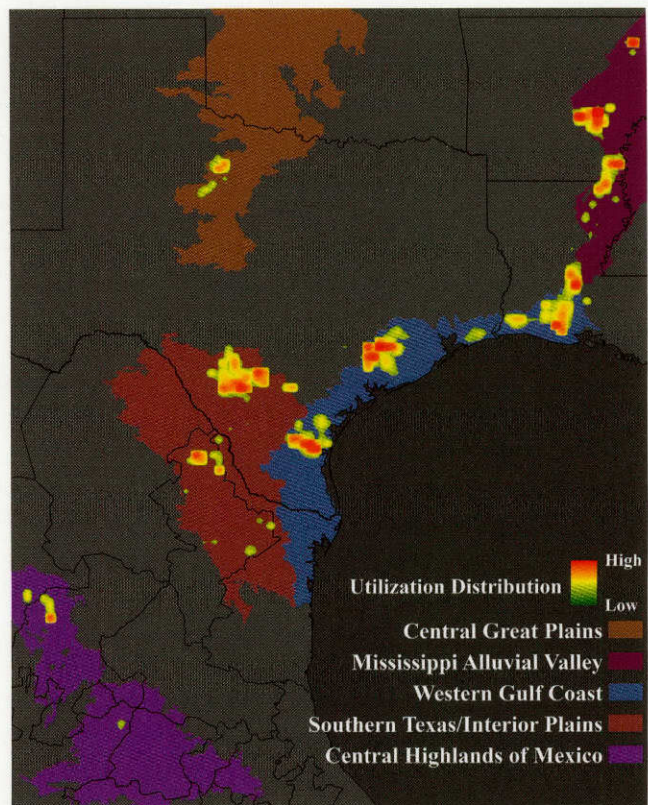 High
Utilization Distribution
Low
Central Great Plains
Mississippi Alluvial Valley
Western Gulf Coast
Southern Texas/Interior Plains
Central Highlands of Mexico